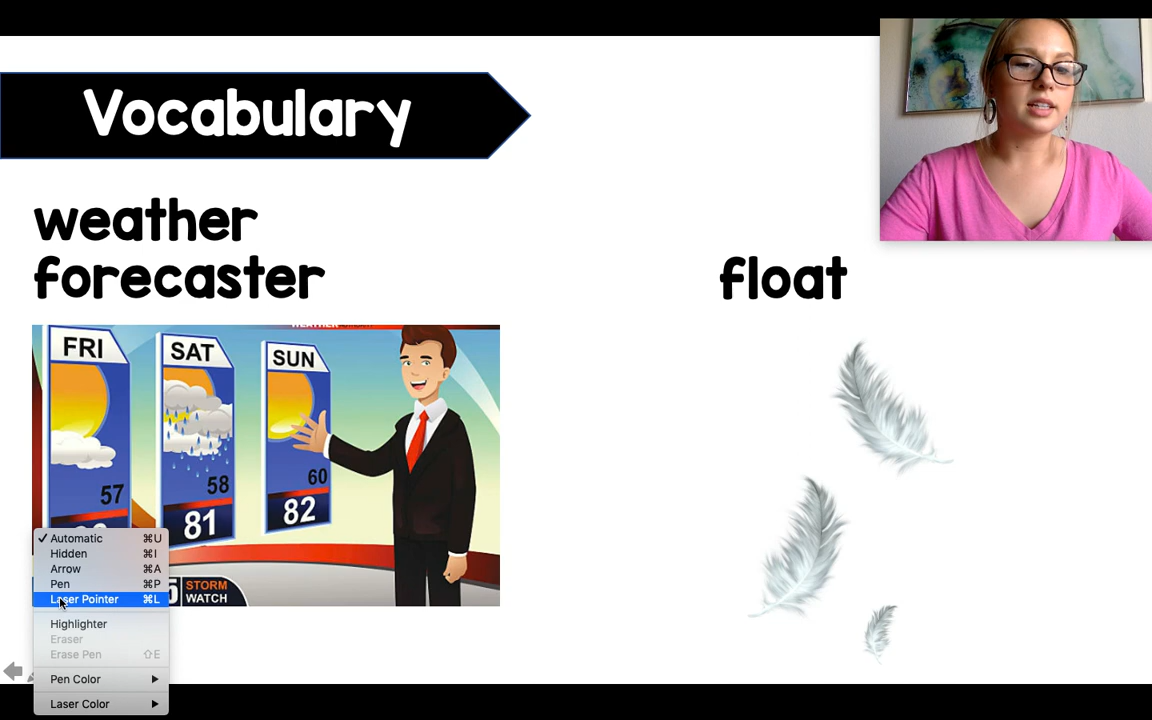 Vocabulary
weather
forecaster
float
WEATHER
FRI
SAT
SUN
57
58
60
81
82
STORM
WATCH
✓ Automatic ⌘U
Hidden ⌘I
Arrow ⌘A
Pen ⌘P
Laser Pointer ⌘L
Highlighter
Eraser
Erase Pen ⇧E
Pen Color
Laser Color